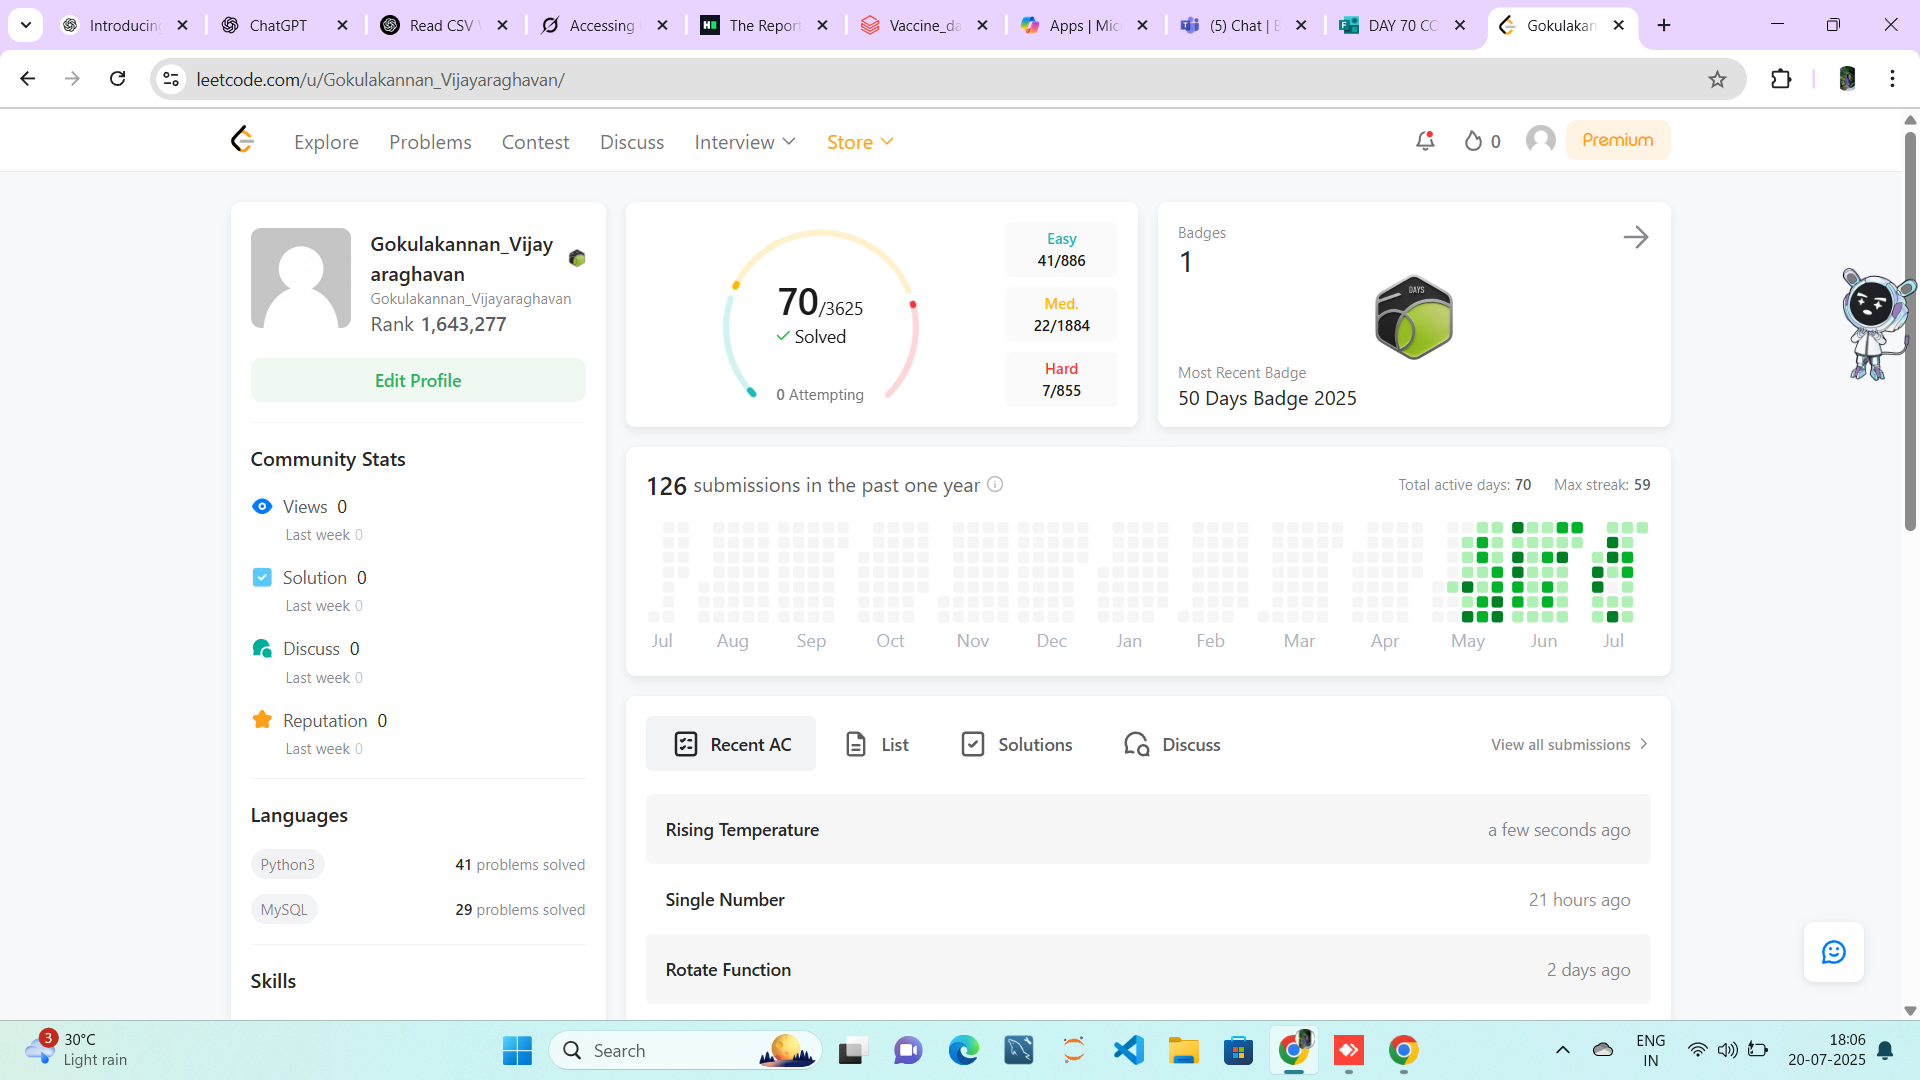 Introducing
ChatGPT
Read CSV
Accessing
The Report
Vaccine_da
Apps | Mic
(5) Chat |
DAY 70 CO
Gokulakan
leetcode.com/u/Gokulakannan_Vijayaraghavan/
Explore
Problems
Contest
Discuss
Interview
Store
0
Premium
Gokulakannan_Vijay
araghavan
Gokulakannan_Vijayaraghavan
Rank 1,643,277
Edit Profile
Community Stats
Views 0
Last week 0
Solution 0
Last week 0
Discuss 0
Last week 0
Reputation 0
Last week 0
Languages
Python3 41 problems solved
MySQL 29 problems solved
Skills
70/3625
Solved
0 Attempting
Easy
41/886
Med.
22/1884
Hard
7/855
Badges
1
DAYS
Most Recent Badge
50 Days Badge 2025
126 submissions in the past one year
Total active days: 70 Max streak: 59
Jul Aug Sep Oct Nov Dec Jan Feb Mar Apr May Jun Jul
Recent AC
List
Solutions
Discuss
View all submissions
Rising Temperature a few seconds ago
Single Number 21 hours ago
Rotate Function 2 days ago
3
30°C
Light rain
Search
ENG
IN
18:06
20-07-2025